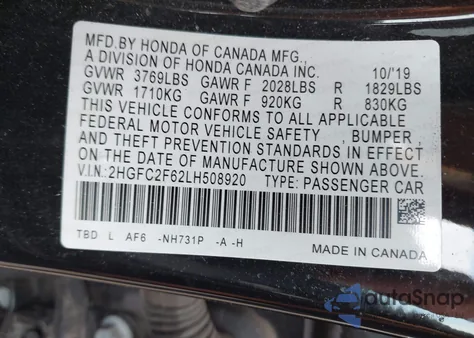 MFD.BY HONDA OF CANADA MFG.,
A DIVISION OF HONDA CANADA INC. 10/'19
GVWR 3769LBS GAWR F 2028LBS R 1829LBS
GVWR 1710KG GAWR F 920KG R 830KG
THIS VEHICLE CONFORMS TO ALL APPLICABLE
FEDERAL MOTOR VEHICLE SAFETY , BUMPER,
AND THEFT PREVENTION STANDARDS IN EFFECT
ON THE DATE OF MANUFACTURE SHOWN ABOVE.
V.I.N.: 2HGFC2F62LH508920 TYPE: PASSENGER CAR
TBD L AF6 -NH731P -A -H
MADE IN CANADA
autaSnap